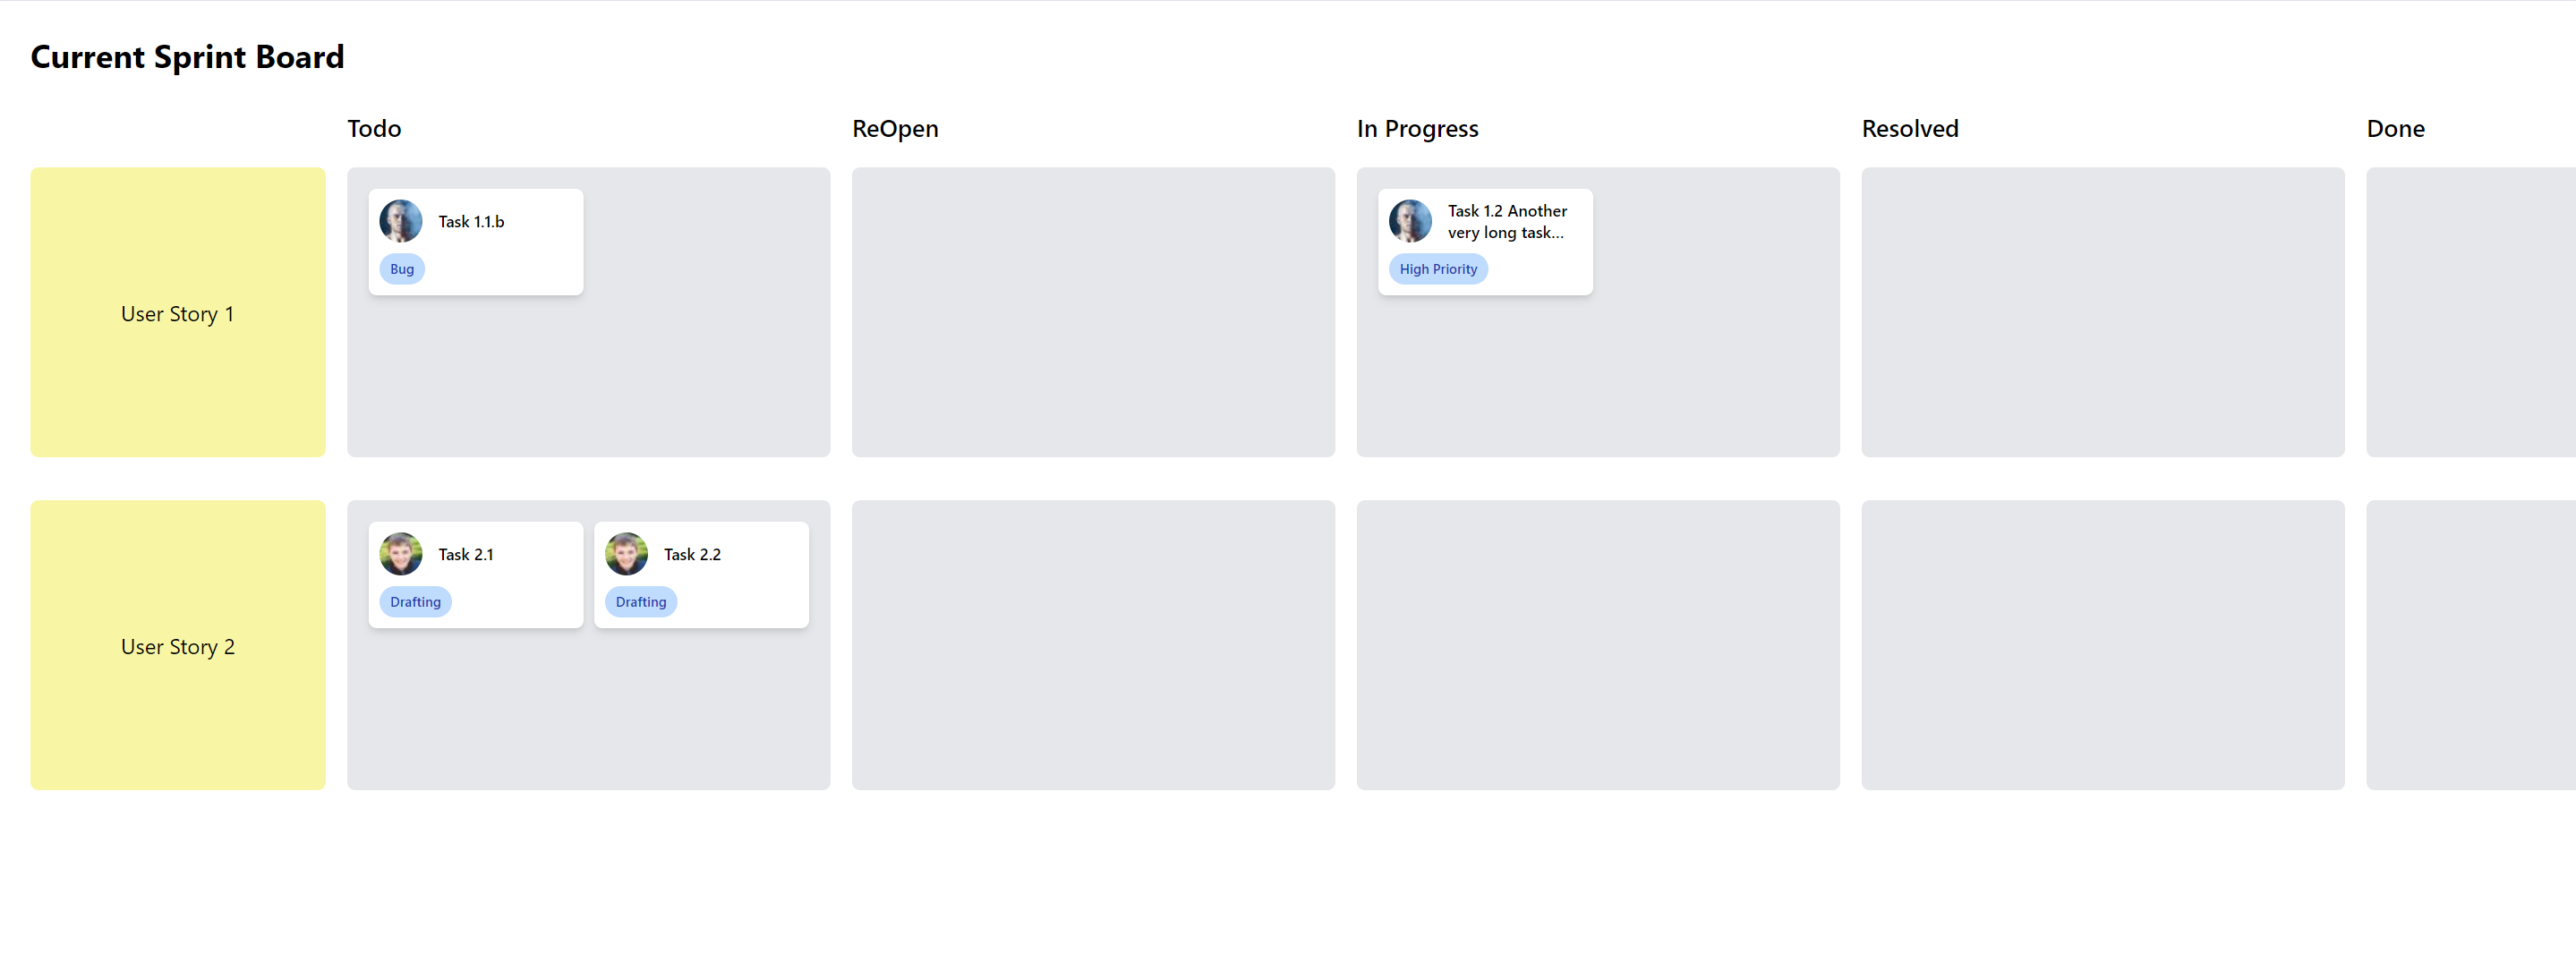 Current Sprint Board
Todo
ReOpen
In Progress
Resolved
Done
User Story 1
Task 1.1.b
Bug
Task 1.2 Another
very long task...
High Priority
User Story 2
Task 2.1
Drafting
Task 2.2
Drafting